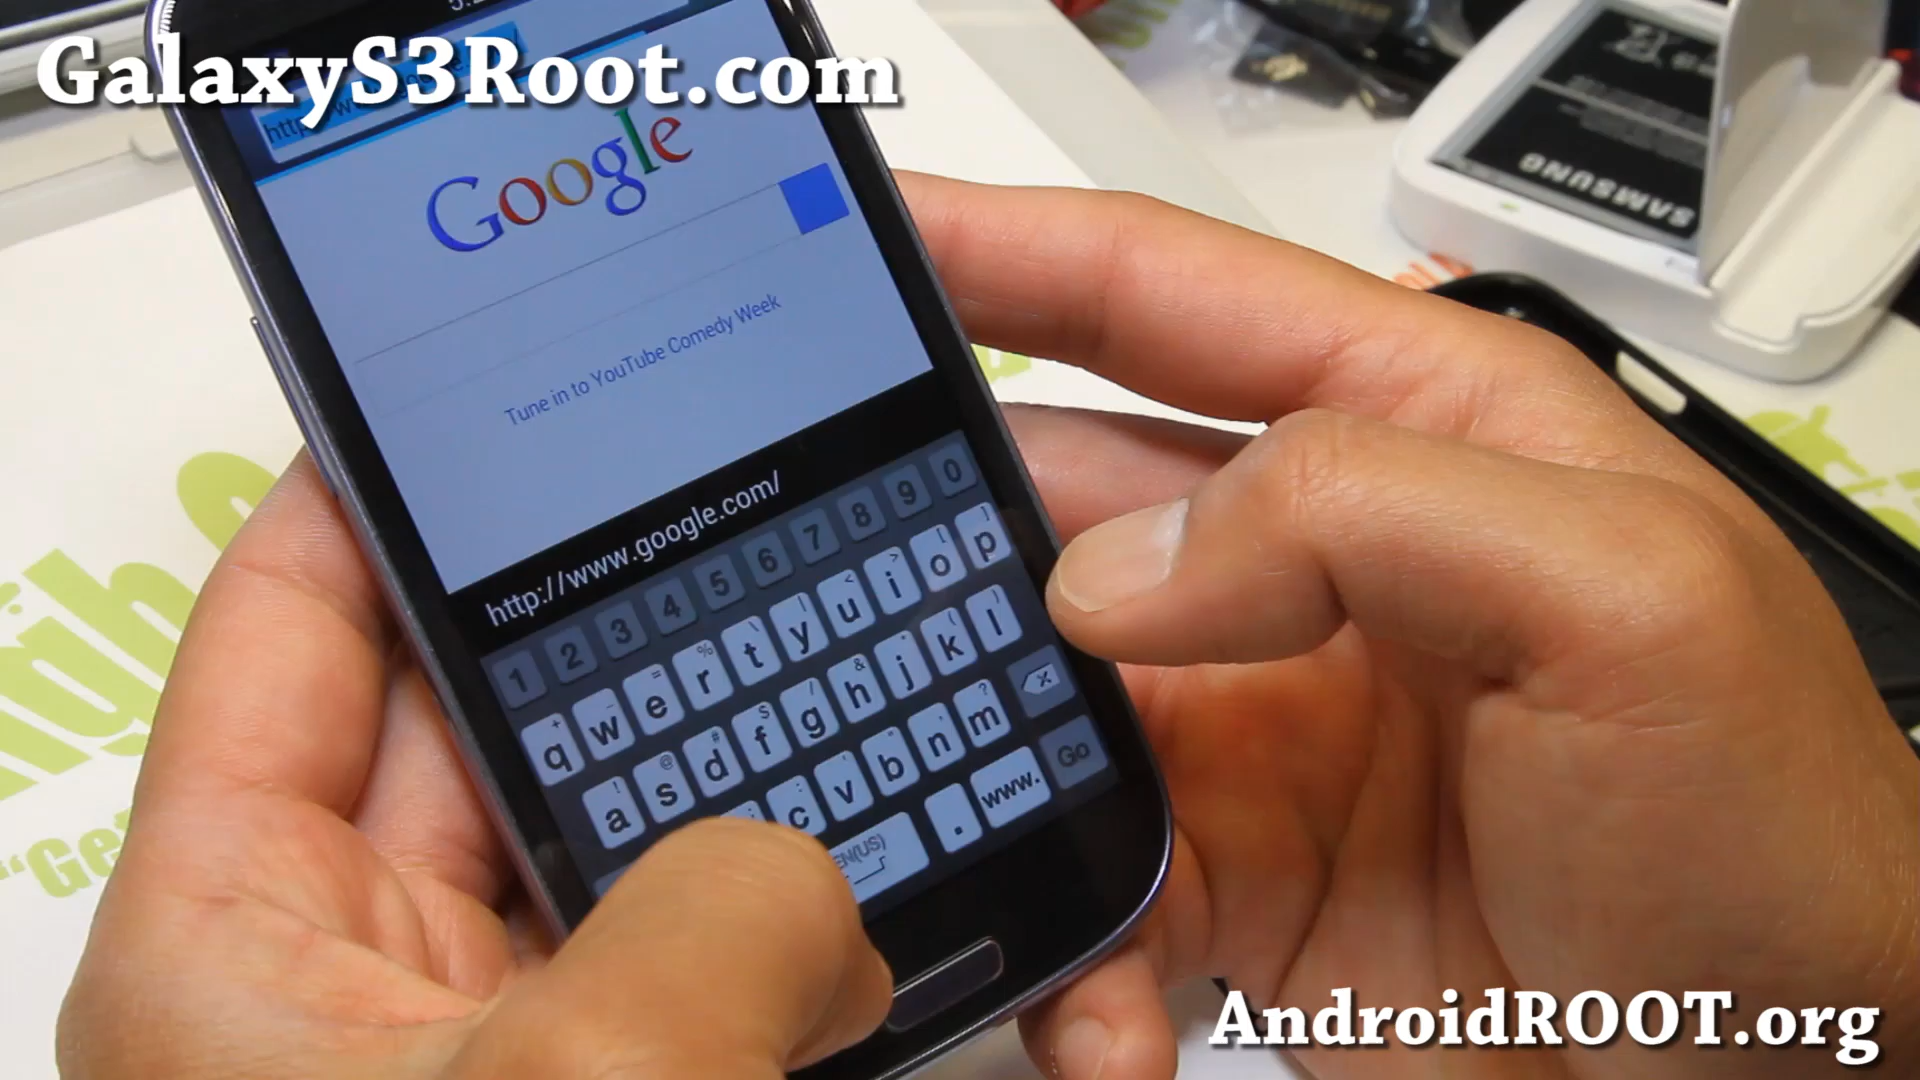 GalaxyS3Root.com
Google
Tune in to YouTube Comedy Week
http://www.google.com/
1 2 3 4 5 6 7 8 9 0
q w e r t y u i o p
a s d f g h j k l
c v b n m
EN(US) . www. Go
SAMSUNG
"Ge
AndroidROOT.org